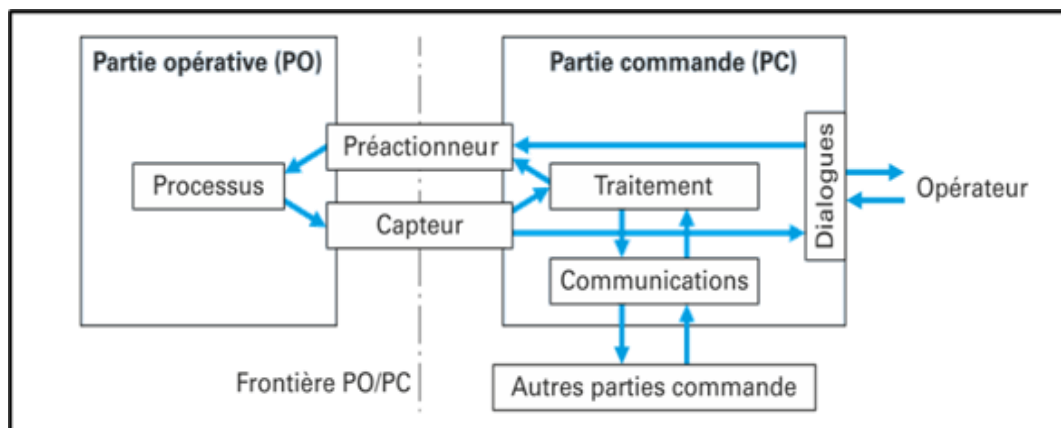 Partie opérative (PO)
Partie commande (PC)
Préactionneur
Processus
Traitement
Capteur
Dialogues
Opérateur
Communications
Frontière PO/PC
Autres parties commande